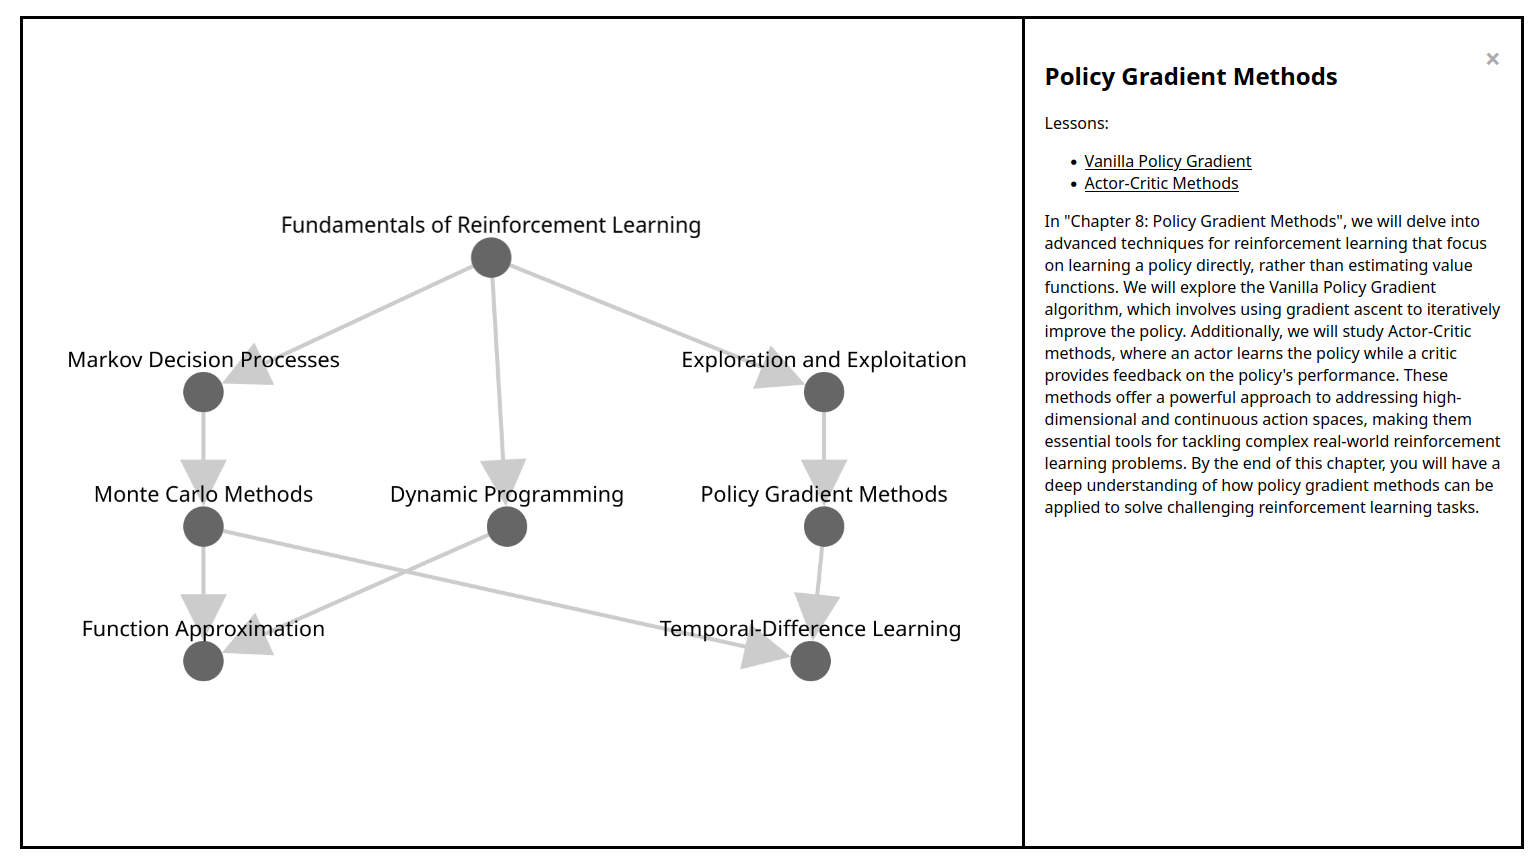 Fundamentals of Reinforcement Learning
Markov Decision Processes
Exploration and Exploitation
Monte Carlo Methods
Dynamic Programming
Policy Gradient Methods
Function Approximation
Temporal-Difference Learning
×
Policy Gradient Methods
Lessons:
• Vanilla Policy Gradient
• Actor-Critic Methods
In "Chapter 8: Policy Gradient Methods", we will delve into
advanced techniques for reinforcement learning that focus
on learning a policy directly, rather than estimating value
functions. We will explore the Vanilla Policy Gradient
algorithm, which involves using gradient ascent to iteratively
improve the policy. Additionally, we will study Actor-Critic
methods, where an actor learns the policy while a critic
provides feedback on the policy's performance. These
methods offer a powerful approach to addressing high-
dimensional and continuous action spaces, making them
essential tools for tackling complex real-world reinforcement
learning problems. By the end of this chapter, you will have a
deep understanding of how policy gradient methods can be
applied to solve challenging reinforcement learning tasks.